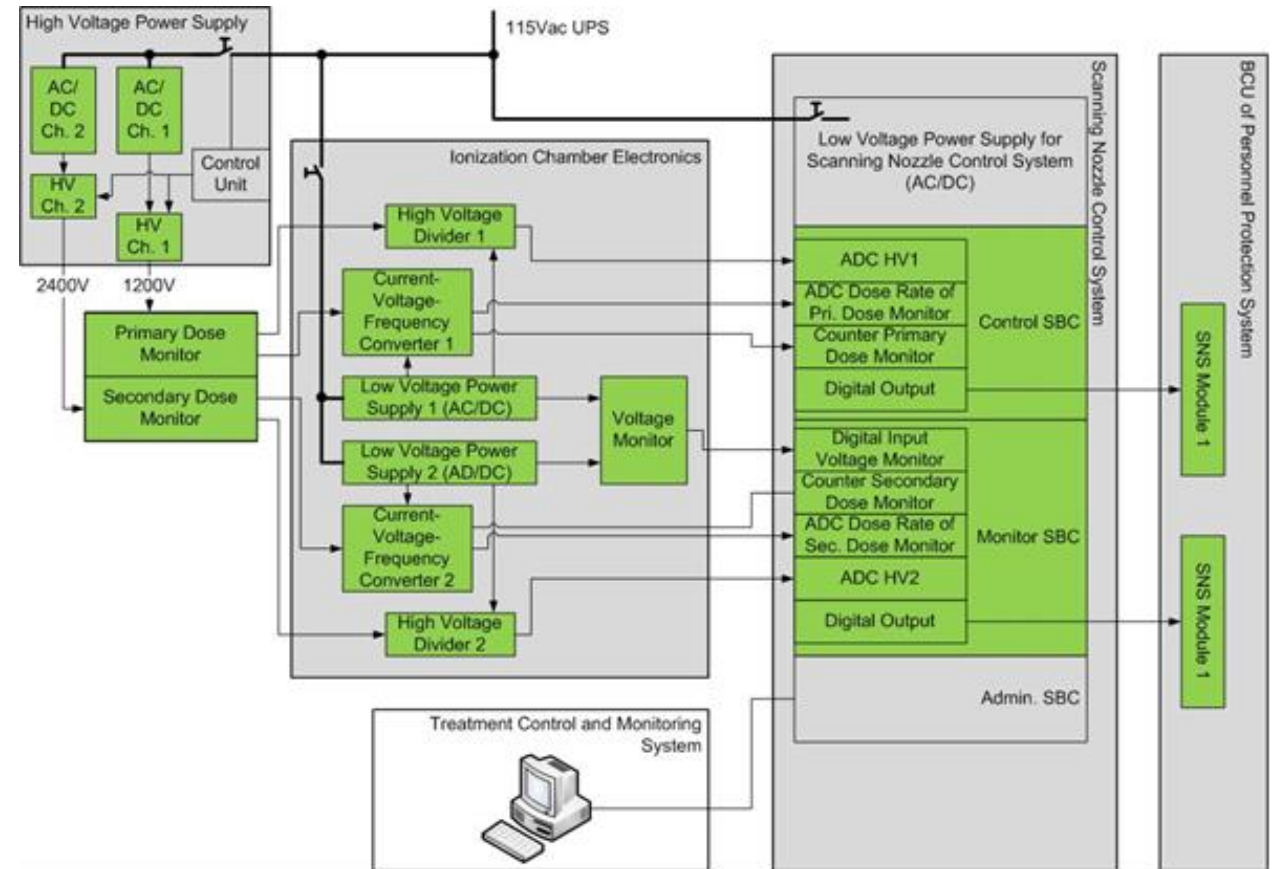 High Voltage Power Supply
115Vac UPS
AC/
DC
Ch. 2
AC/
DC
Ch. 1
Control
Unit
HV
Ch. 2
HV
Ch. 1
2400V
1200V
Primary Dose
Monitor
Secondary Dose
Monitor
Ionization Chamber Electronics
High Voltage
Divider 1
Current-
Voltage-
Frequency
Converter 1
Low Voltage Power
Supply 1 (AC/DC)
Voltage
Monitor
Low Voltage Power
Supply 2 (AD/DC)
Current-
Voltage-
Frequency
Converter 2
High Voltage
Divider 2
Treatment Control and Monitoring
System
Scanning Nozzle Control System
Low Voltage Power Supply for
Scanning Nozzle Control System
(AC/DC)
ADC HV1
ADC Dose Rate of
Pri. Dose Monitor
Counter Primary
Dose Monitor
Digital Output
Control SBC
Digital Input
Voltage Monitor
Counter Secondary
Dose Monitor
ADC Dose Rate of
Sec. Dose Monitor
ADC HV2
Digital Output
Monitor SBC
Admin. SBC
BCU of Personnel Protection System
SNS Module 1
SNS Module 1